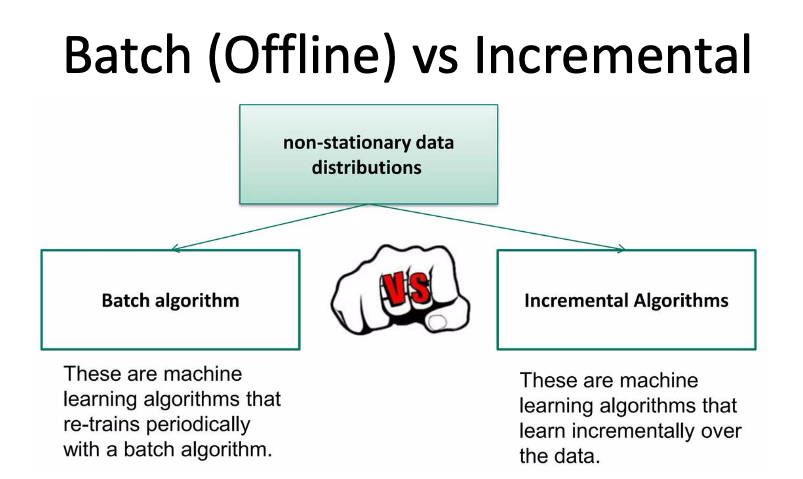 Batch (Offline) vs Incremental
non-stationary data
distributions
Batch algorithm
VS
Incremental Algorithms
These are machine
learning algorithms that
re-trains periodically
with a batch algorithm.
These are machine
learning algorithms that
learn incrementally over
the data.